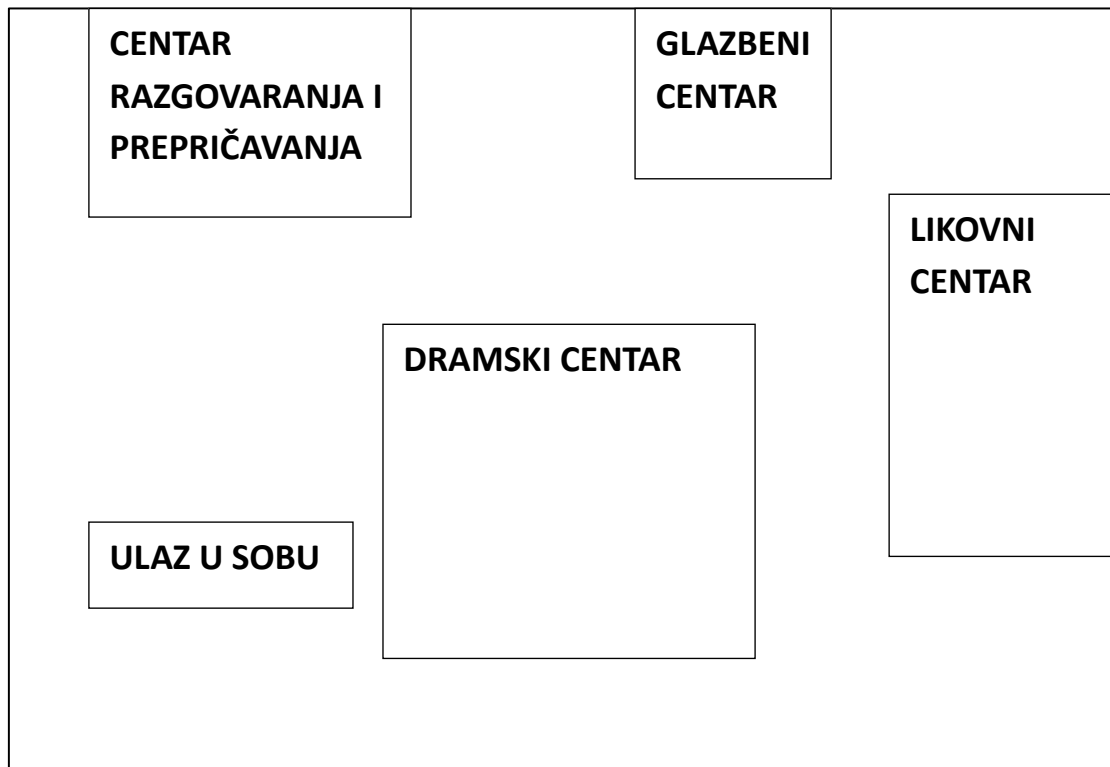 CENTAR
RAZGOVARANJA I
PREPRIČAVANJA
GLAZBENI
CENTAR
LIKOVNI
CENTAR
DRAMSKI CENTAR
ULAZ U SOBU